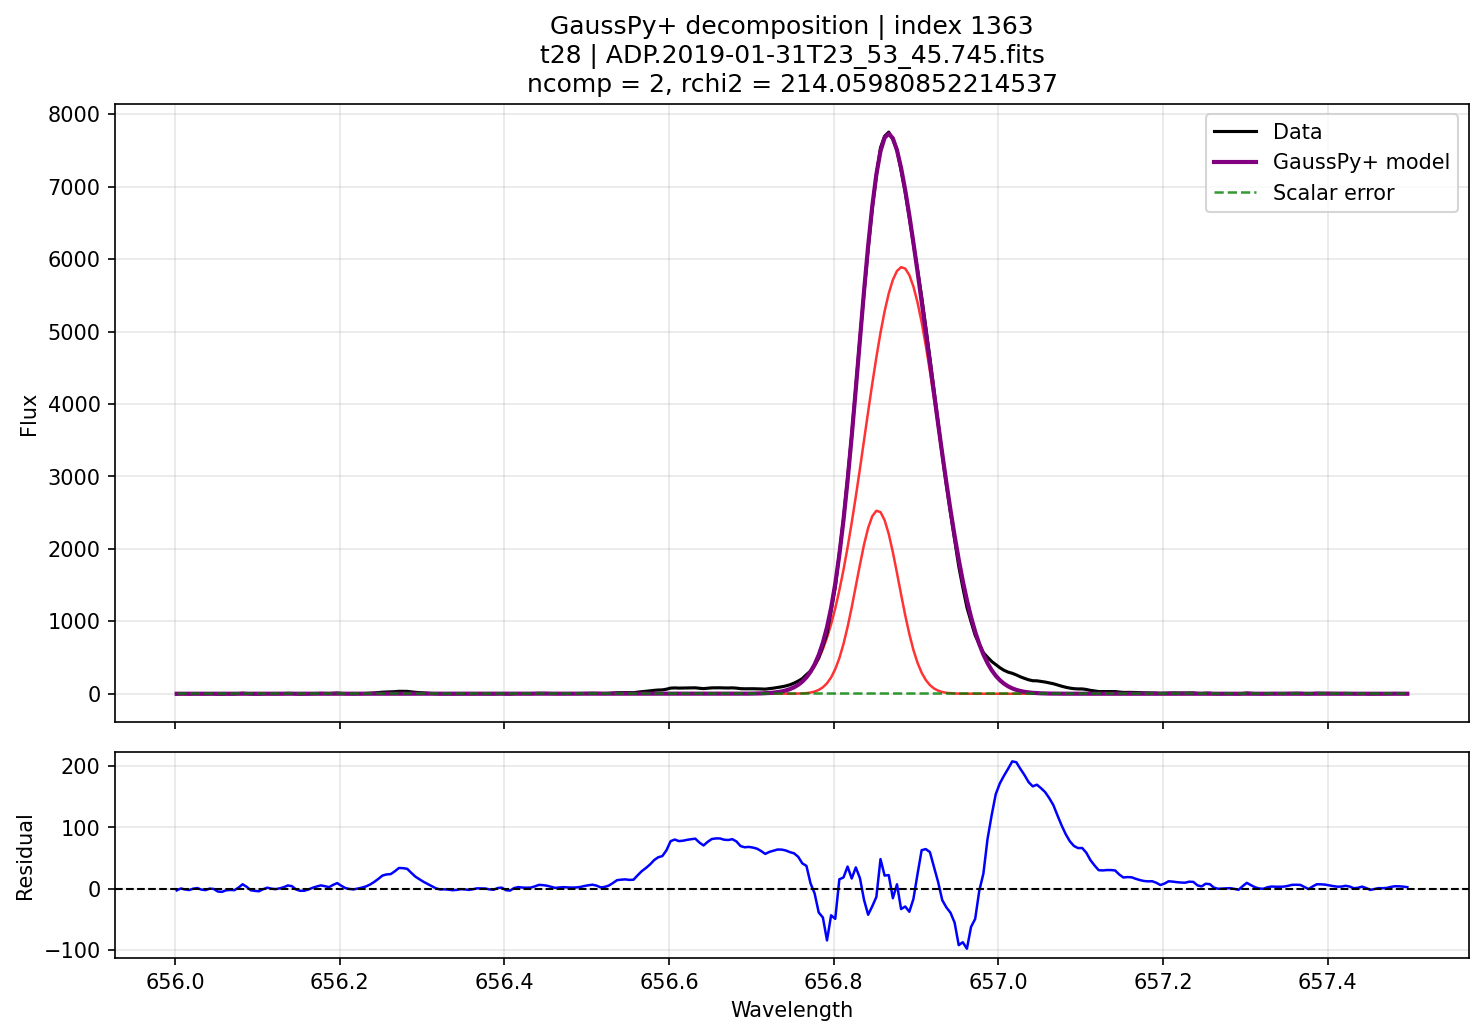 GaussPy+ decomposition | index 1363
t28 | ADP.2019-01-31T23_53_45.745.fits
ncomp = 2, rchi2 = 214.05980852214537
8000
7000
6000
5000
4000
3000
2000
1000
0
Flux
Data
GaussPy+ model
Scalar error
200
100
0
−100
Residual
656.0
656.2
656.4
656.6
656.8
657.0
657.2
657.4
Wavelength